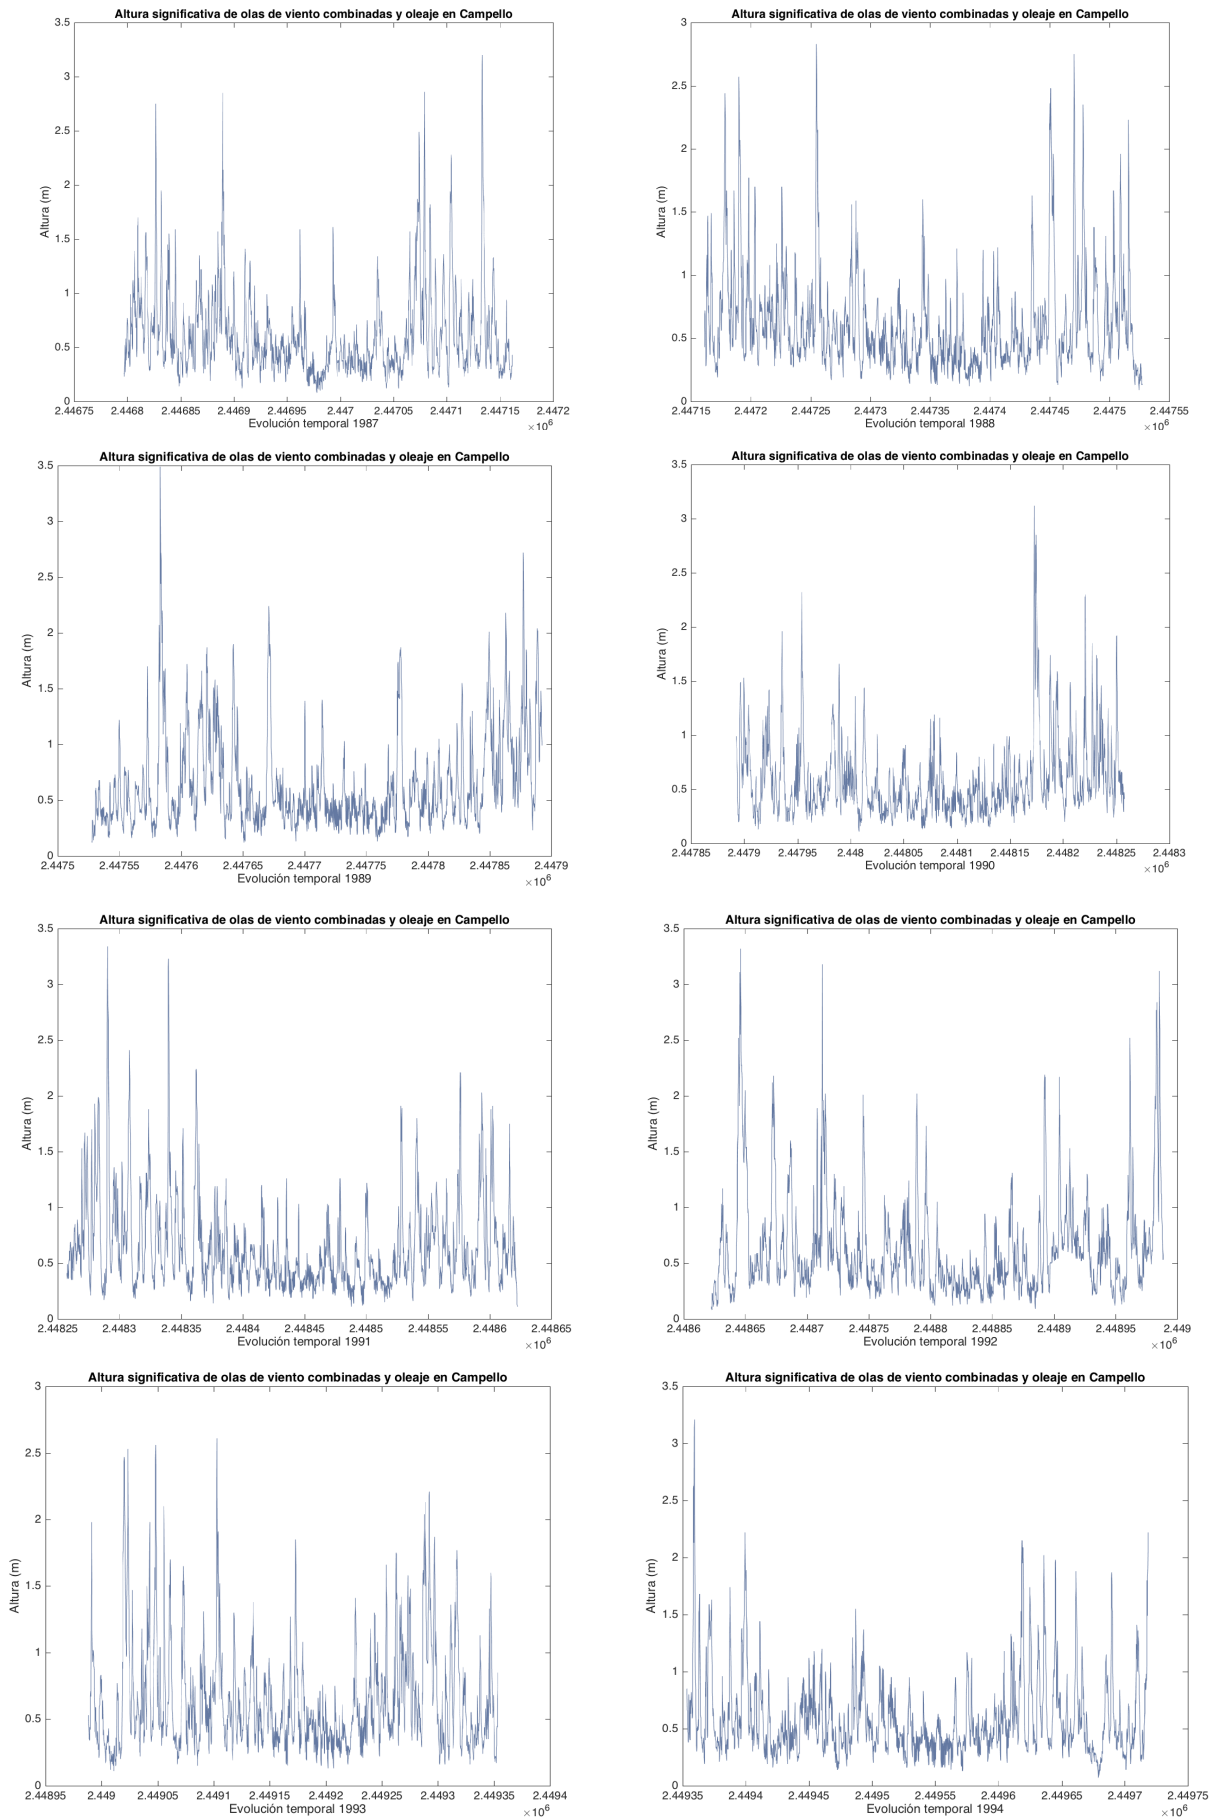 Altura significativa de olas de viento combinadas y oleaje en Campello
3.5
3
2.5
2
1.5
1
0.5
0
Altura (m)
2.44675 2.4468 2.44685 2.4469 2.44695 2.447 2.44705 2.4471 2.44715 2.4472
Evolución temporal 1987
×10^6
Altura significativa de olas de viento combinadas y oleaje en Campello
3
2.5
2
1.5
1
0.5
0
Altura (m)
2.44715 2.4472 2.44725 2.4473 2.44735 2.4474 2.44745 2.4475 2.44755
Evolución temporal 1988
×10^6
Altura significativa de olas de viento combinadas y oleaje en Campello
3.5
3
2.5
2
1.5
1
0.5
0
Altura (m)
2.4475 2.44755 2.4476 2.44765 2.4477 2.44775 2.4478 2.44785 2.4479
Evolución temporal 1989
×10^6
Altura significativa de olas de viento combinadas y oleaje en Campello
3.5
3
2.5
2
1.5
1
0.5
0
Altura (m)
2.44785 2.4479 2.44795 2.448 2.44805 2.4481 2.44815 2.4482 2.44825 2.4483
Evolución temporal 1990
×10^6
Altura significativa de olas de viento combinadas y oleaje en Campello
3.5
3
2.5
2
1.5
1
0.5
0
Altura (m)
2.44825 2.4483 2.44835 2.4484 2.44845 2.4485 2.44855 2.4486 2.44865
Evolución temporal 1991
×10^6
Altura significativa de olas de viento combinadas y oleaje en Campello
3.5
3
2.5
2
1.5
1
0.5
0
Altura (m)
2.4486 2.44865 2.4487 2.44875 2.4488 2.44885 2.4489 2.44895 2.449
Evolución temporal 1992
×10^6
Altura significativa de olas de viento combinadas y oleaje en Campello
3
2.5
2
1.5
1
0.5
0
Altura (m)
2.44895 2.449 2.44905 2.4491 2.44915 2.4492 2.44925 2.4493 2.44935 2.4494
Evolución temporal 1993
×10^6
Altura significativa de olas de viento combinadas y oleaje en Campello
3.5
3
2.5
2
1.5
1
0.5
0
Altura (m)
2.44935 2.4494 2.44945 2.4495 2.44955 2.4496 2.44965 2.4497 2.44975
Evolución temporal 1994
×10^6